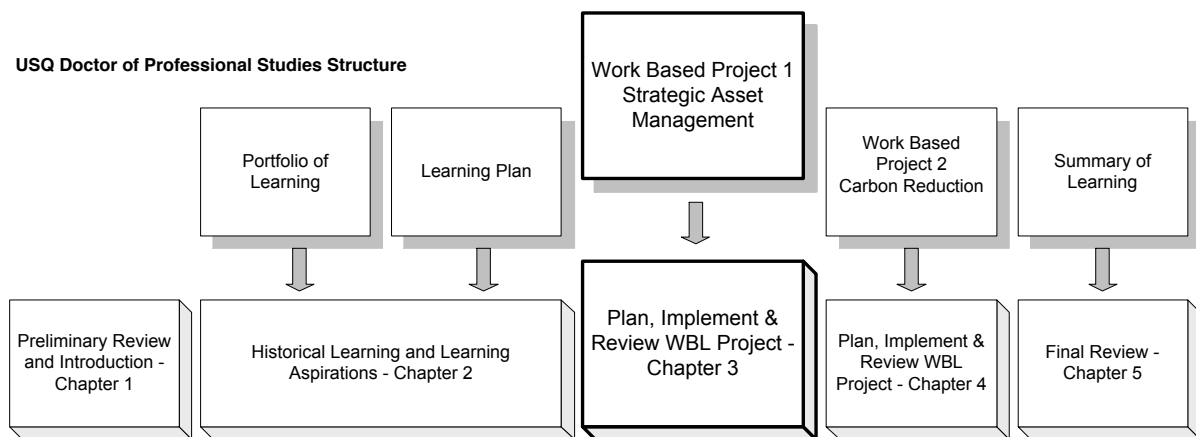 USQ Doctor of Professional Studies Structure
Work Based Project 1
Strategic Asset
Management
Portfolio of
Learning
Learning Plan
Work Based
Project 2
Carbon Reduction
Summary of
Learning
Preliminary Review
and Introduction -
Chapter 1
Historical Learning and Learning
Aspirations - Chapter 2
Plan, Implement &
Review WBL Project -
Chapter 3
Plan, Implement &
Review WBL
Project - Chapter 4
Final Review -
Chapter 5